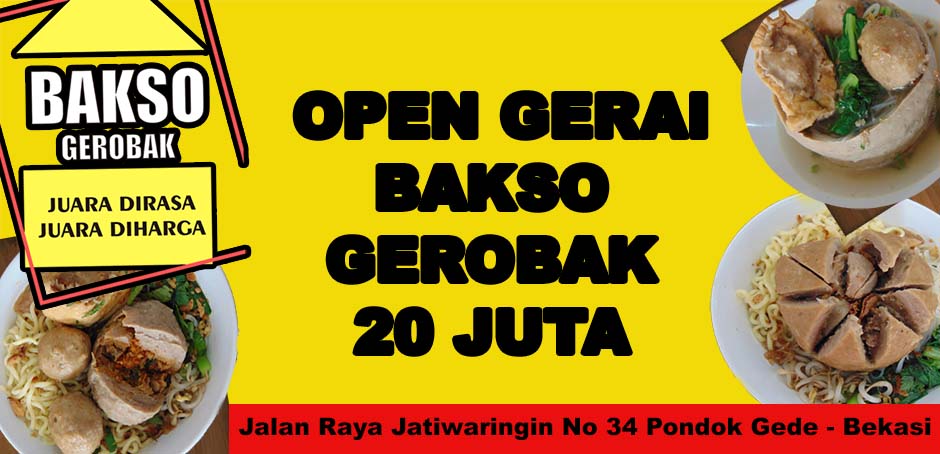 BAKSO
GEROBAK
JUARA DIRASA
JUARA DIHARGA
OPEN GERAI
BAKSO
GEROBAK
20 JUTA
Jalan Raya Jatiwaringin No 34 Pondok Gede - Bekasi